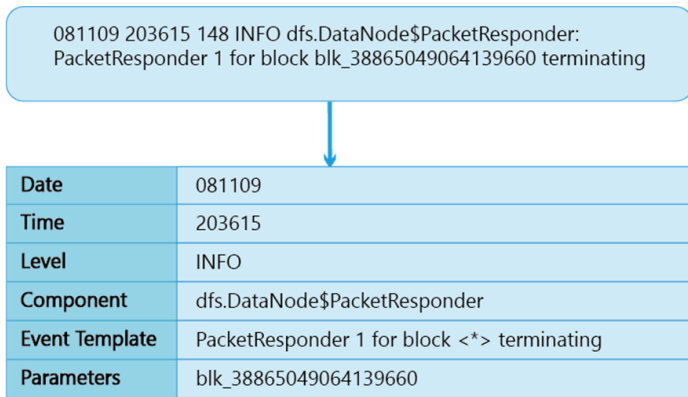 081109 203615 148 INFO dfs.DataNode$PacketResponder:
PacketResponder 1 for block blk_38865049064139660 terminating
Date 081109
Time 203615
Level INFO
Component dfs.DataNode$PacketResponder
Event Template PacketResponder 1 for block <*> terminating
Parameters blk_38865049064139660